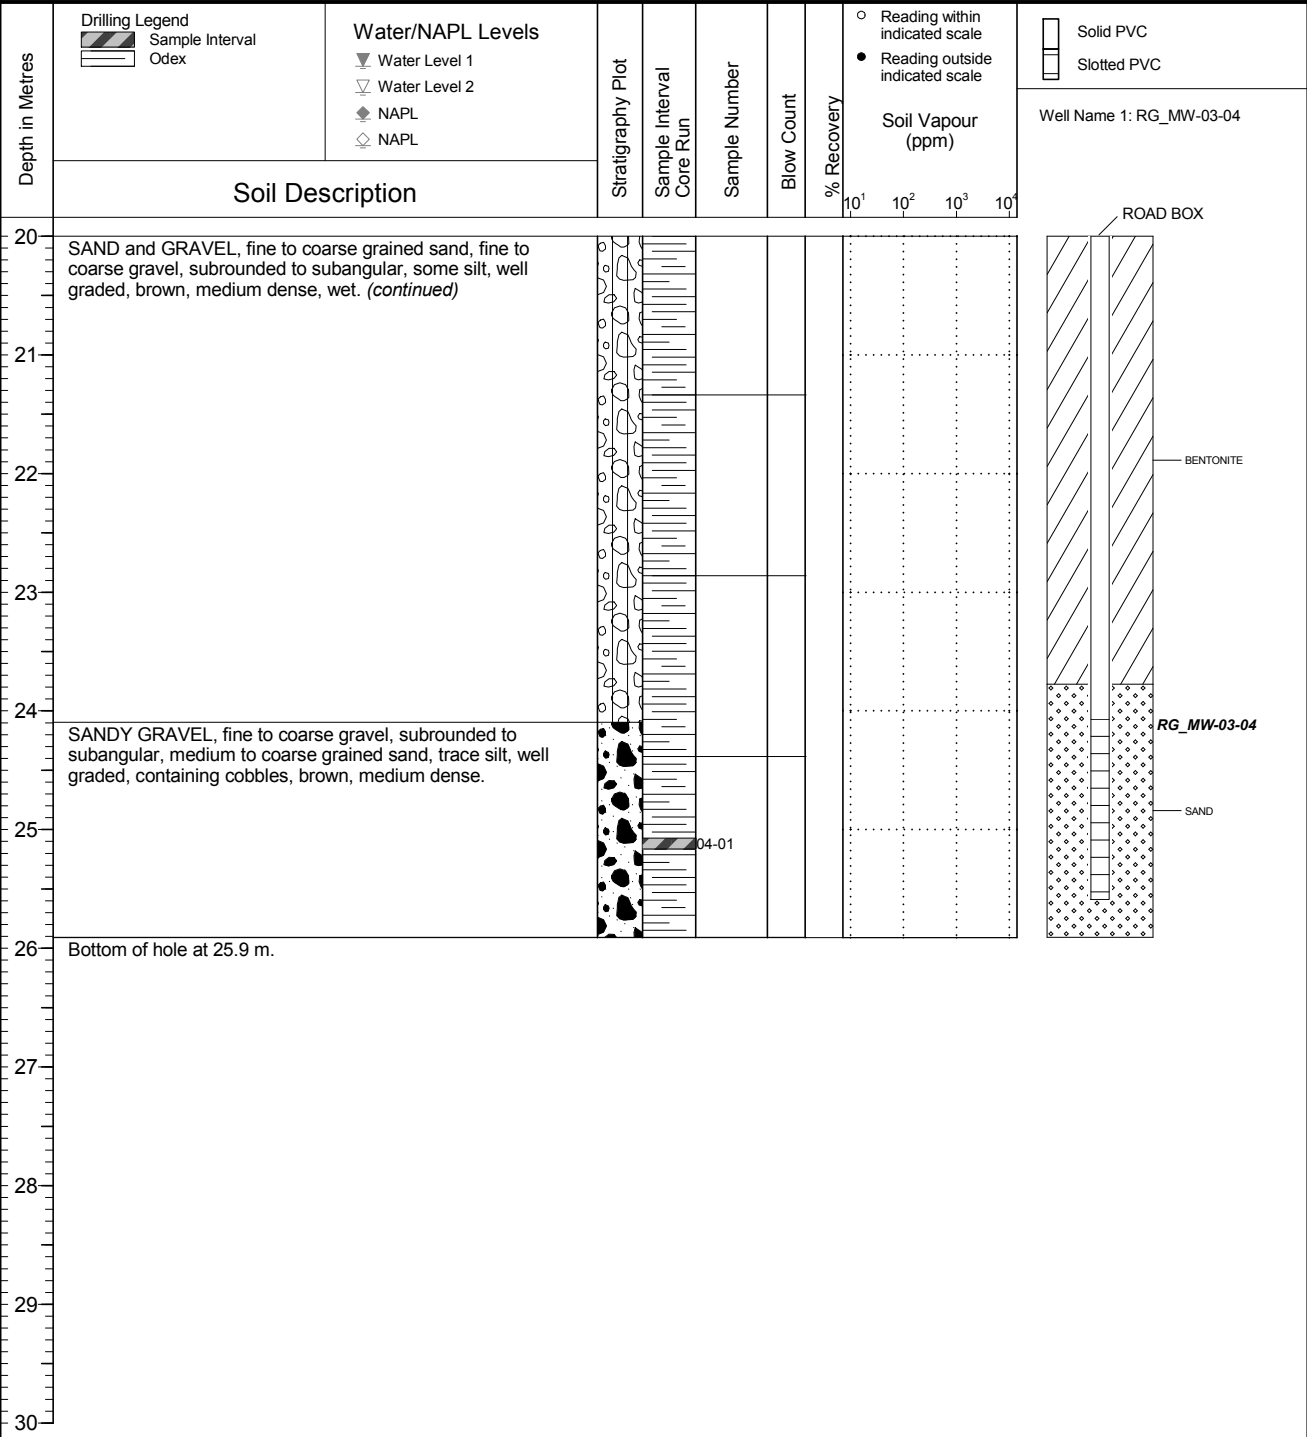 Depth in Metres
Drilling Legend
Sample Interval
Odex
Water/NAPL Levels
Water Level 1
Water Level 2
NAPL
NAPL
Soil Description
Stratigraphy Plot
Sample Interval
Core Run
Sample Number
Blow Count
% Recovery
Reading within
indicated scale
Reading outside
indicated scale
Soil Vapour
(ppm)
10¹ 10² 10³ 10⁴
Solid PVC
Slotted PVC
Well Name 1: RG_MW-03-04
ROAD BOX
20
SAND and GRAVEL, fine to coarse grained sand, fine to
coarse gravel, subrounded to subangular, some silt, well
graded, brown, medium dense, wet. (continued)
21
22
BENTONITE
23
24
RG_MW-03-04
SANDY GRAVEL, fine to coarse gravel, subrounded to
subangular, medium to coarse grained sand, trace silt, well
graded, containing cobbles, brown, medium dense.
SAND
25
04-01
26
Bottom of hole at 25.9 m.
27
28
29
30